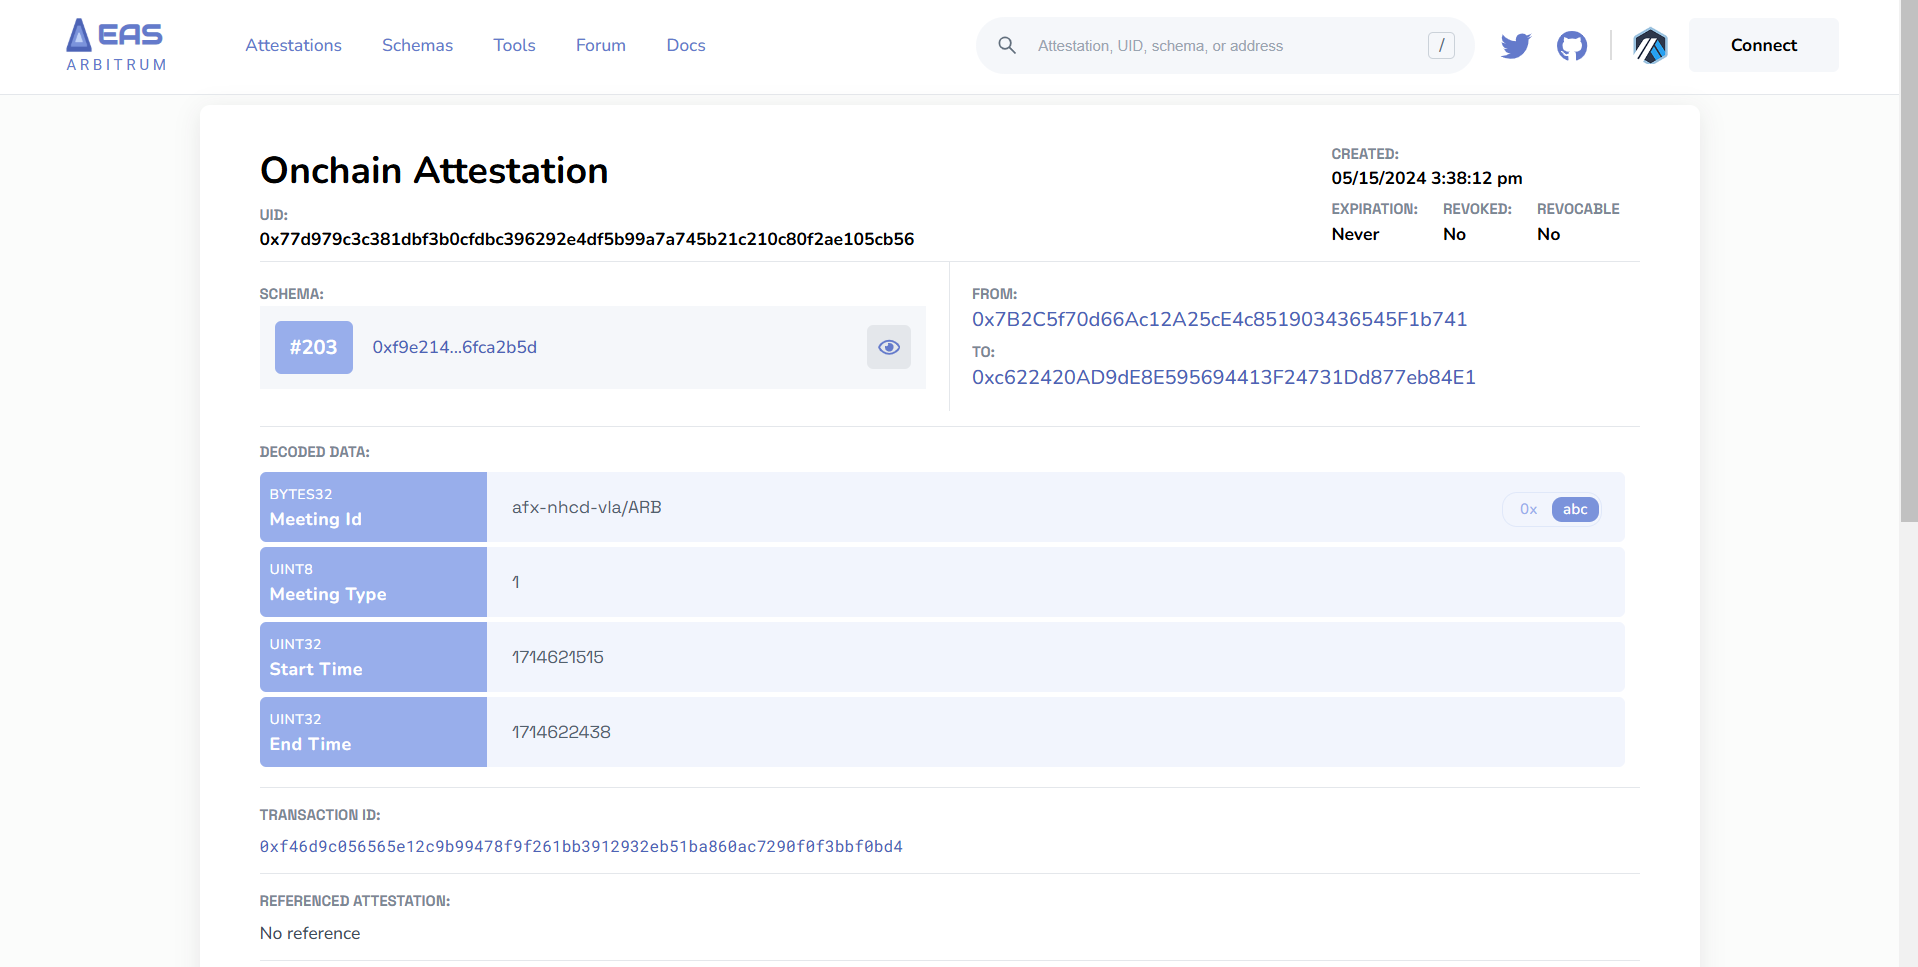 EAS
ARBITRUM
Attestations
Schemas
Tools
Forum
Docs
Attestation, UID, schema, or address
/
Connect
Onchain Attestation
CREATED:
05/15/2024 3:38:12 pm
UID:
0x77d979c3c381dbf3b0cfdbc396292e4df5b99a7a745b21c210c80f2ae105cb56
EXPIRATION:
Never
REVOKED:
No
REVOCABLE
No
SCHEMA:
#203
0xf9e214...6fca2b5d
FROM:
0x7B2C5f70d66Ac12A25cE4c851903436545F1b741
TO:
0xc622420AD9dE8E595694413F24731Dd877eb84E1
DECODED DATA:
BYTES32
Meeting Id
afx-nhcd-vla/ARB
0x
abc
UINT8
Meeting Type
1
UINT32
Start Time
1714621515
UINT32
End Time
1714622438
TRANSACTION ID:
0xf46d9c056565e12c9b99478f9f261bb3912932eb51ba860ac7290f0f3bbf0bd4
REFERENCED ATTESTATION:
No reference